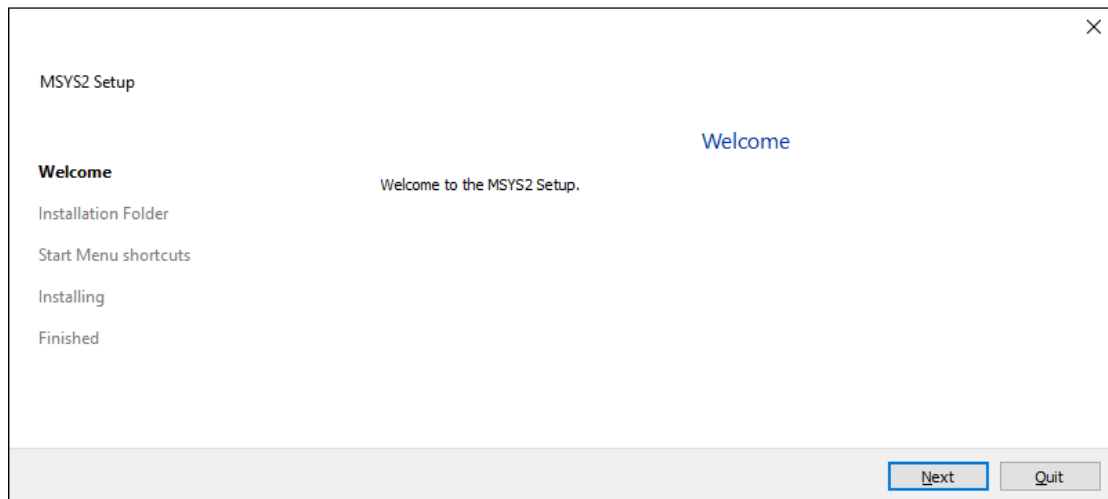 MSYS2 Setup
Welcome
Welcome
Welcome to the MSYS2 Setup.
Installation Folder
Start Menu shortcuts
Installing
Finished
Next
Quit